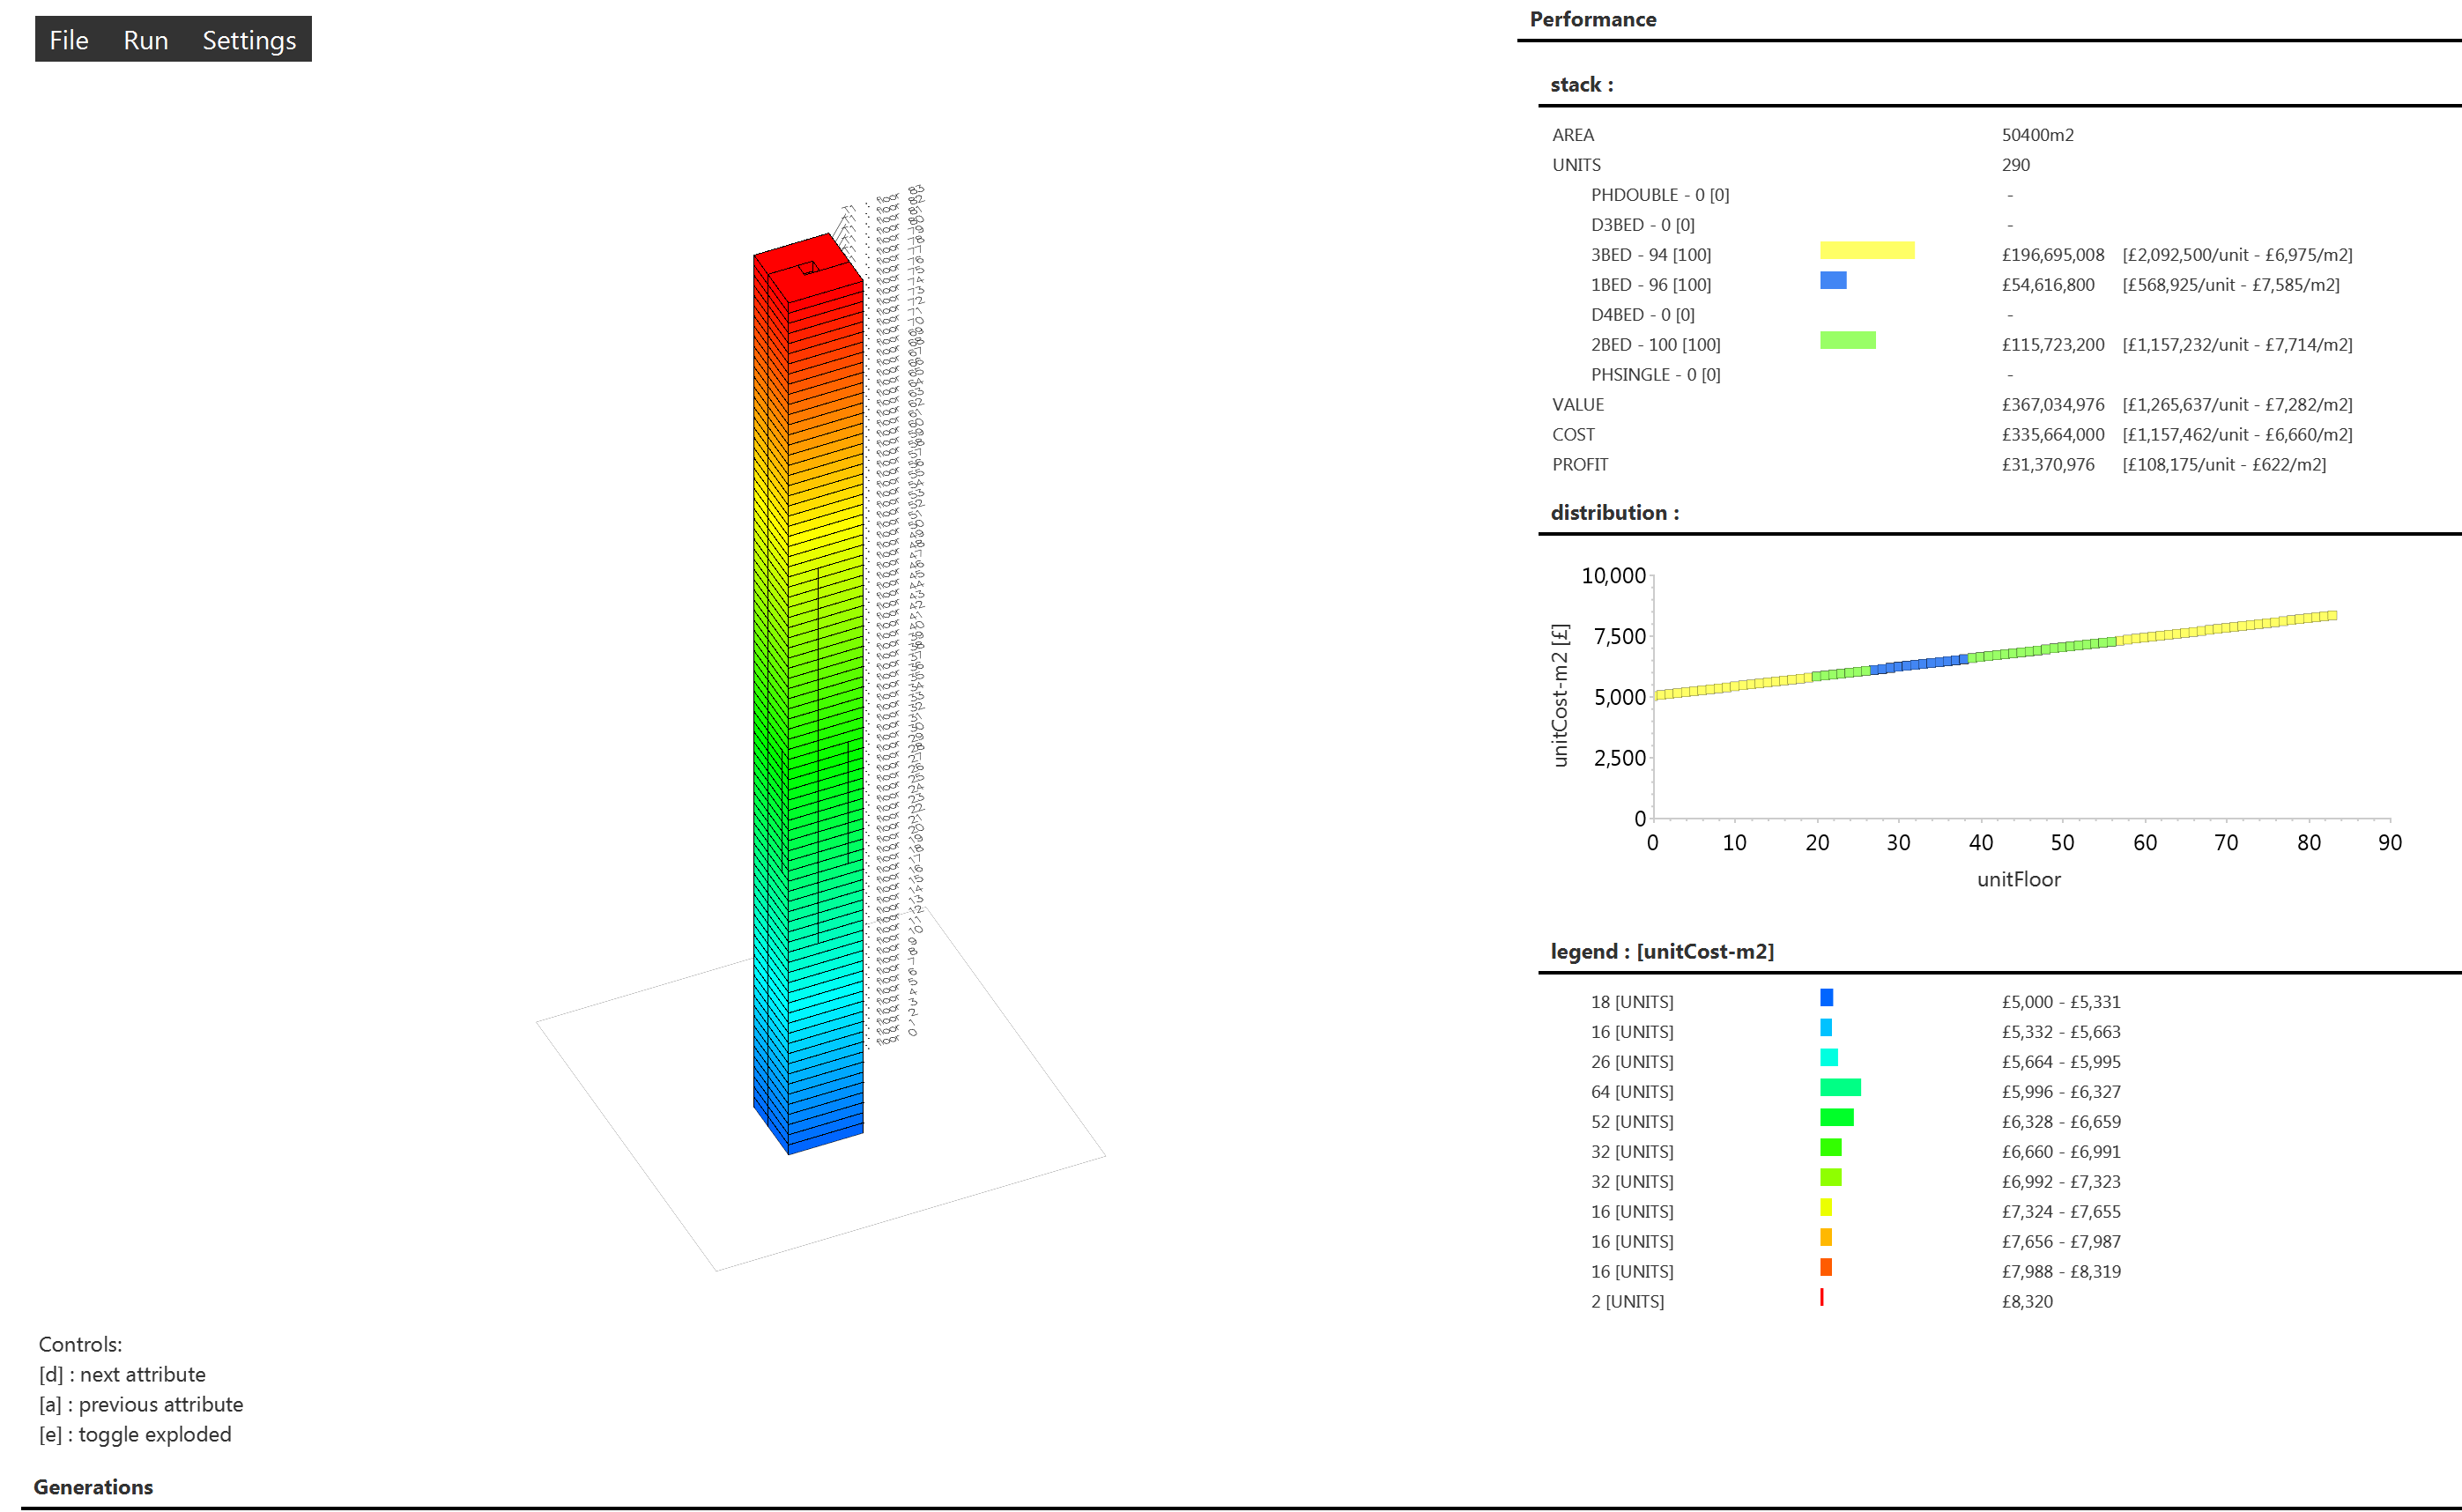 File Run Settings
Performance
stack :
AREA 50400m2
UNITS 290
PHDOUBLE - 0 [0] -
D3BED - 0 [0] -
3BED - 94 [100] £196,695,008 [£2,092,500/unit - £6,975/m2]
1BED - 96 [100] £54,616,800 [£568,925/unit - £7,585/m2]
D4BED - 0 [0] -
2BED - 100 [100] £115,723,200 [£1,157,232/unit - £7,714/m2]
PHSINGLE - 0 [0] -
VALUE £367,034,976 [£1,265,637/unit - £7,282/m2]
COST £335,664,000 [£1,157,462/unit - £6,660/m2]
PROFIT £31,370,976 [£108,175/unit - £622/m2]
distribution :
unitCost-m2 [£]
10,000
7,500
5,000
2,500
0
0 10 20 30 40 50 60 70 80 90
unitFloor
legend : [unitCost-m2]
18 [UNITS] £5,000 - £5,331
16 [UNITS] £5,332 - £5,663
26 [UNITS] £5,664 - £5,995
64 [UNITS] £5,996 - £6,327
52 [UNITS] £6,328 - £6,659
32 [UNITS] £6,660 - £6,991
32 [UNITS] £6,992 - £7,323
16 [UNITS] £7,324 - £7,655
16 [UNITS] £7,656 - £7,987
16 [UNITS] £7,988 - £8,319
2 [UNITS] £8,320
Controls:
[d] : next attribute
[a] : previous attribute
[e] : toggle exploded
Generations